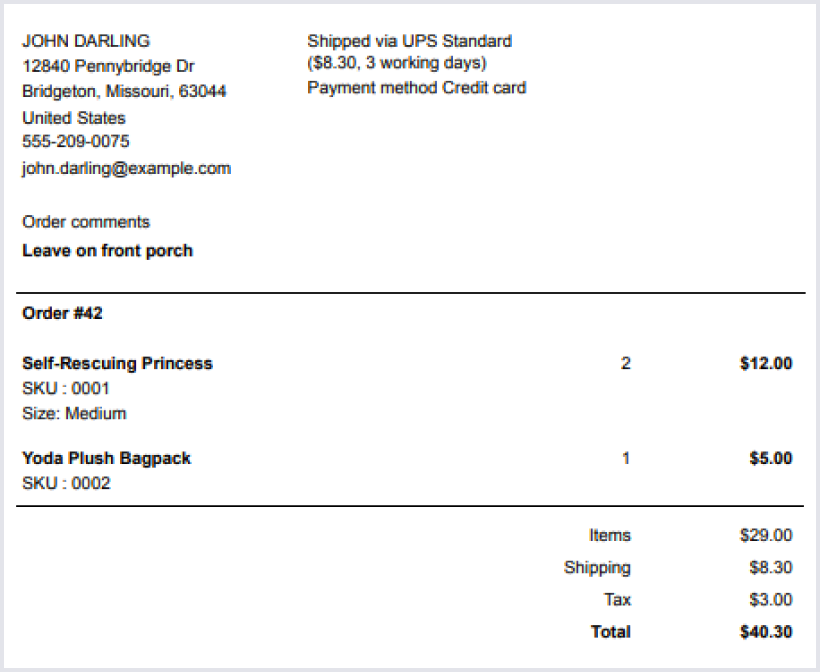 JOHN DARLING
12840 Pennybridge Dr
Bridgeton, Missouri, 63044
United States
555-209-0075
john.darling@example.com
Shipped via UPS Standard
($8.30, 3 working days)
Payment method Credit card
Order comments
Leave on front porch
Order #42
Self-Rescuing Princess 2 $12.00
SKU : 0001
Size: Medium
Yoda Plush Bagpack 1 $5.00
SKU : 0002
Items $29.00
Shipping $8.30
Tax $3.00
Total $40.30